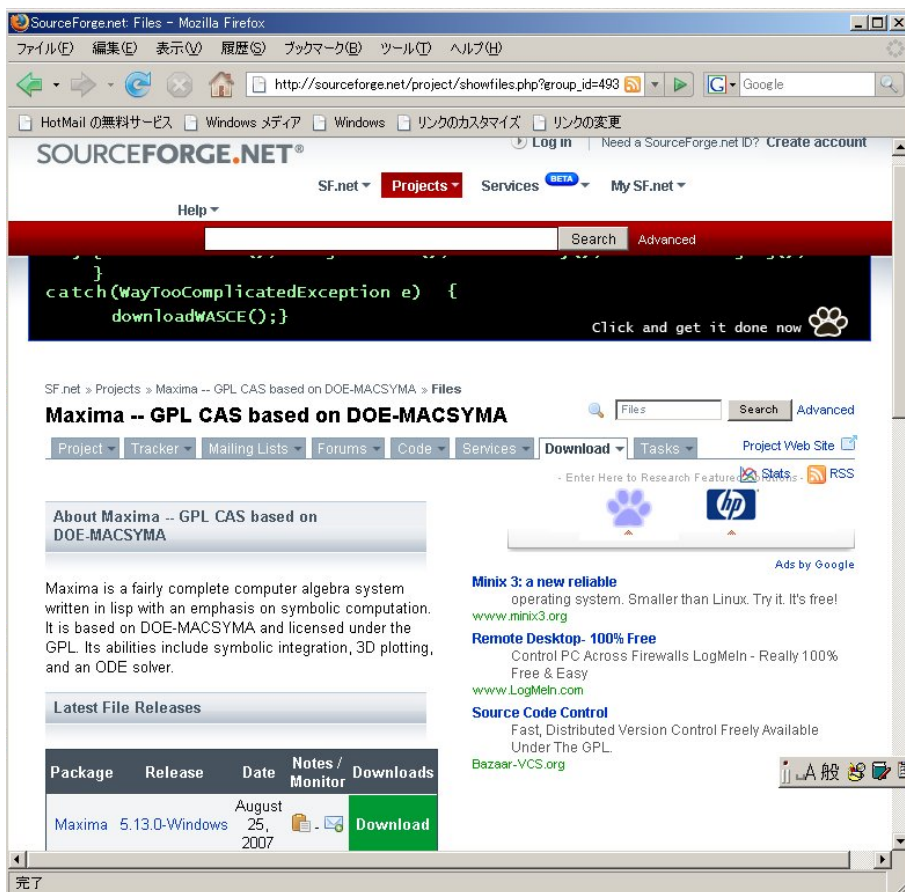 SourceForge.net: Files - Mozilla Firefox
ファイル(F) 編集(E) 表示(V) 履歴(S) ブックマーク(B) ツール(T) ヘルプ(H)
http://sourceforge.net/project/showfiles.php?group_id=493
Google
HotMail の無料サービス Windows メディア Windows リンクのカスタマイズ リンクの変更
SOURCEFORGE.NET®
Log in Need a SourceForge.net ID? Create account
SF.net Projects Services BETA My SF.net
Help
Search Advanced
}
catch(WayTooComplicatedException e) {
downloadWASCE();}
Click and get it done now
SF.net » Projects » Maxima -- GPL CAS based on DOE-MACSYMA » Files
Maxima -- GPL CAS based on DOE-MACSYMA
Files Search Advanced
Project Tracker Mailing Lists Forums Code Services Download Tasks
Project Web Site
Stats RSS
- Enter Here to Research Featured
hp
Ads by Google
About Maxima -- GPL CAS based on
DOE-MACSYMA
Maxima is a fairly complete computer algebra system
written in lisp with an emphasis on symbolic computation.
It is based on DOE-MACSYMA and licensed under the
GPL. Its abilities include symbolic integration, 3D plotting,
and an ODE solver.
Latest File Releases
Package Release Date Notes / Monitor Downloads
Maxima 5.13.0-Windows August 25, 2007 - Download
Minix 3: a new reliable
operating system. Smaller than Linux. Try it. It's free!
www.minix3.org
Remote Desktop- 100% Free
Control PC Across Firewalls LogMeIn - Really 100%
Free & Easy
www.LogMeIn.com
Source Code Control
Fast, Distributed Version Control Freely Available
Under The GPL.
Bazaar-VCS.org
A 般
完了